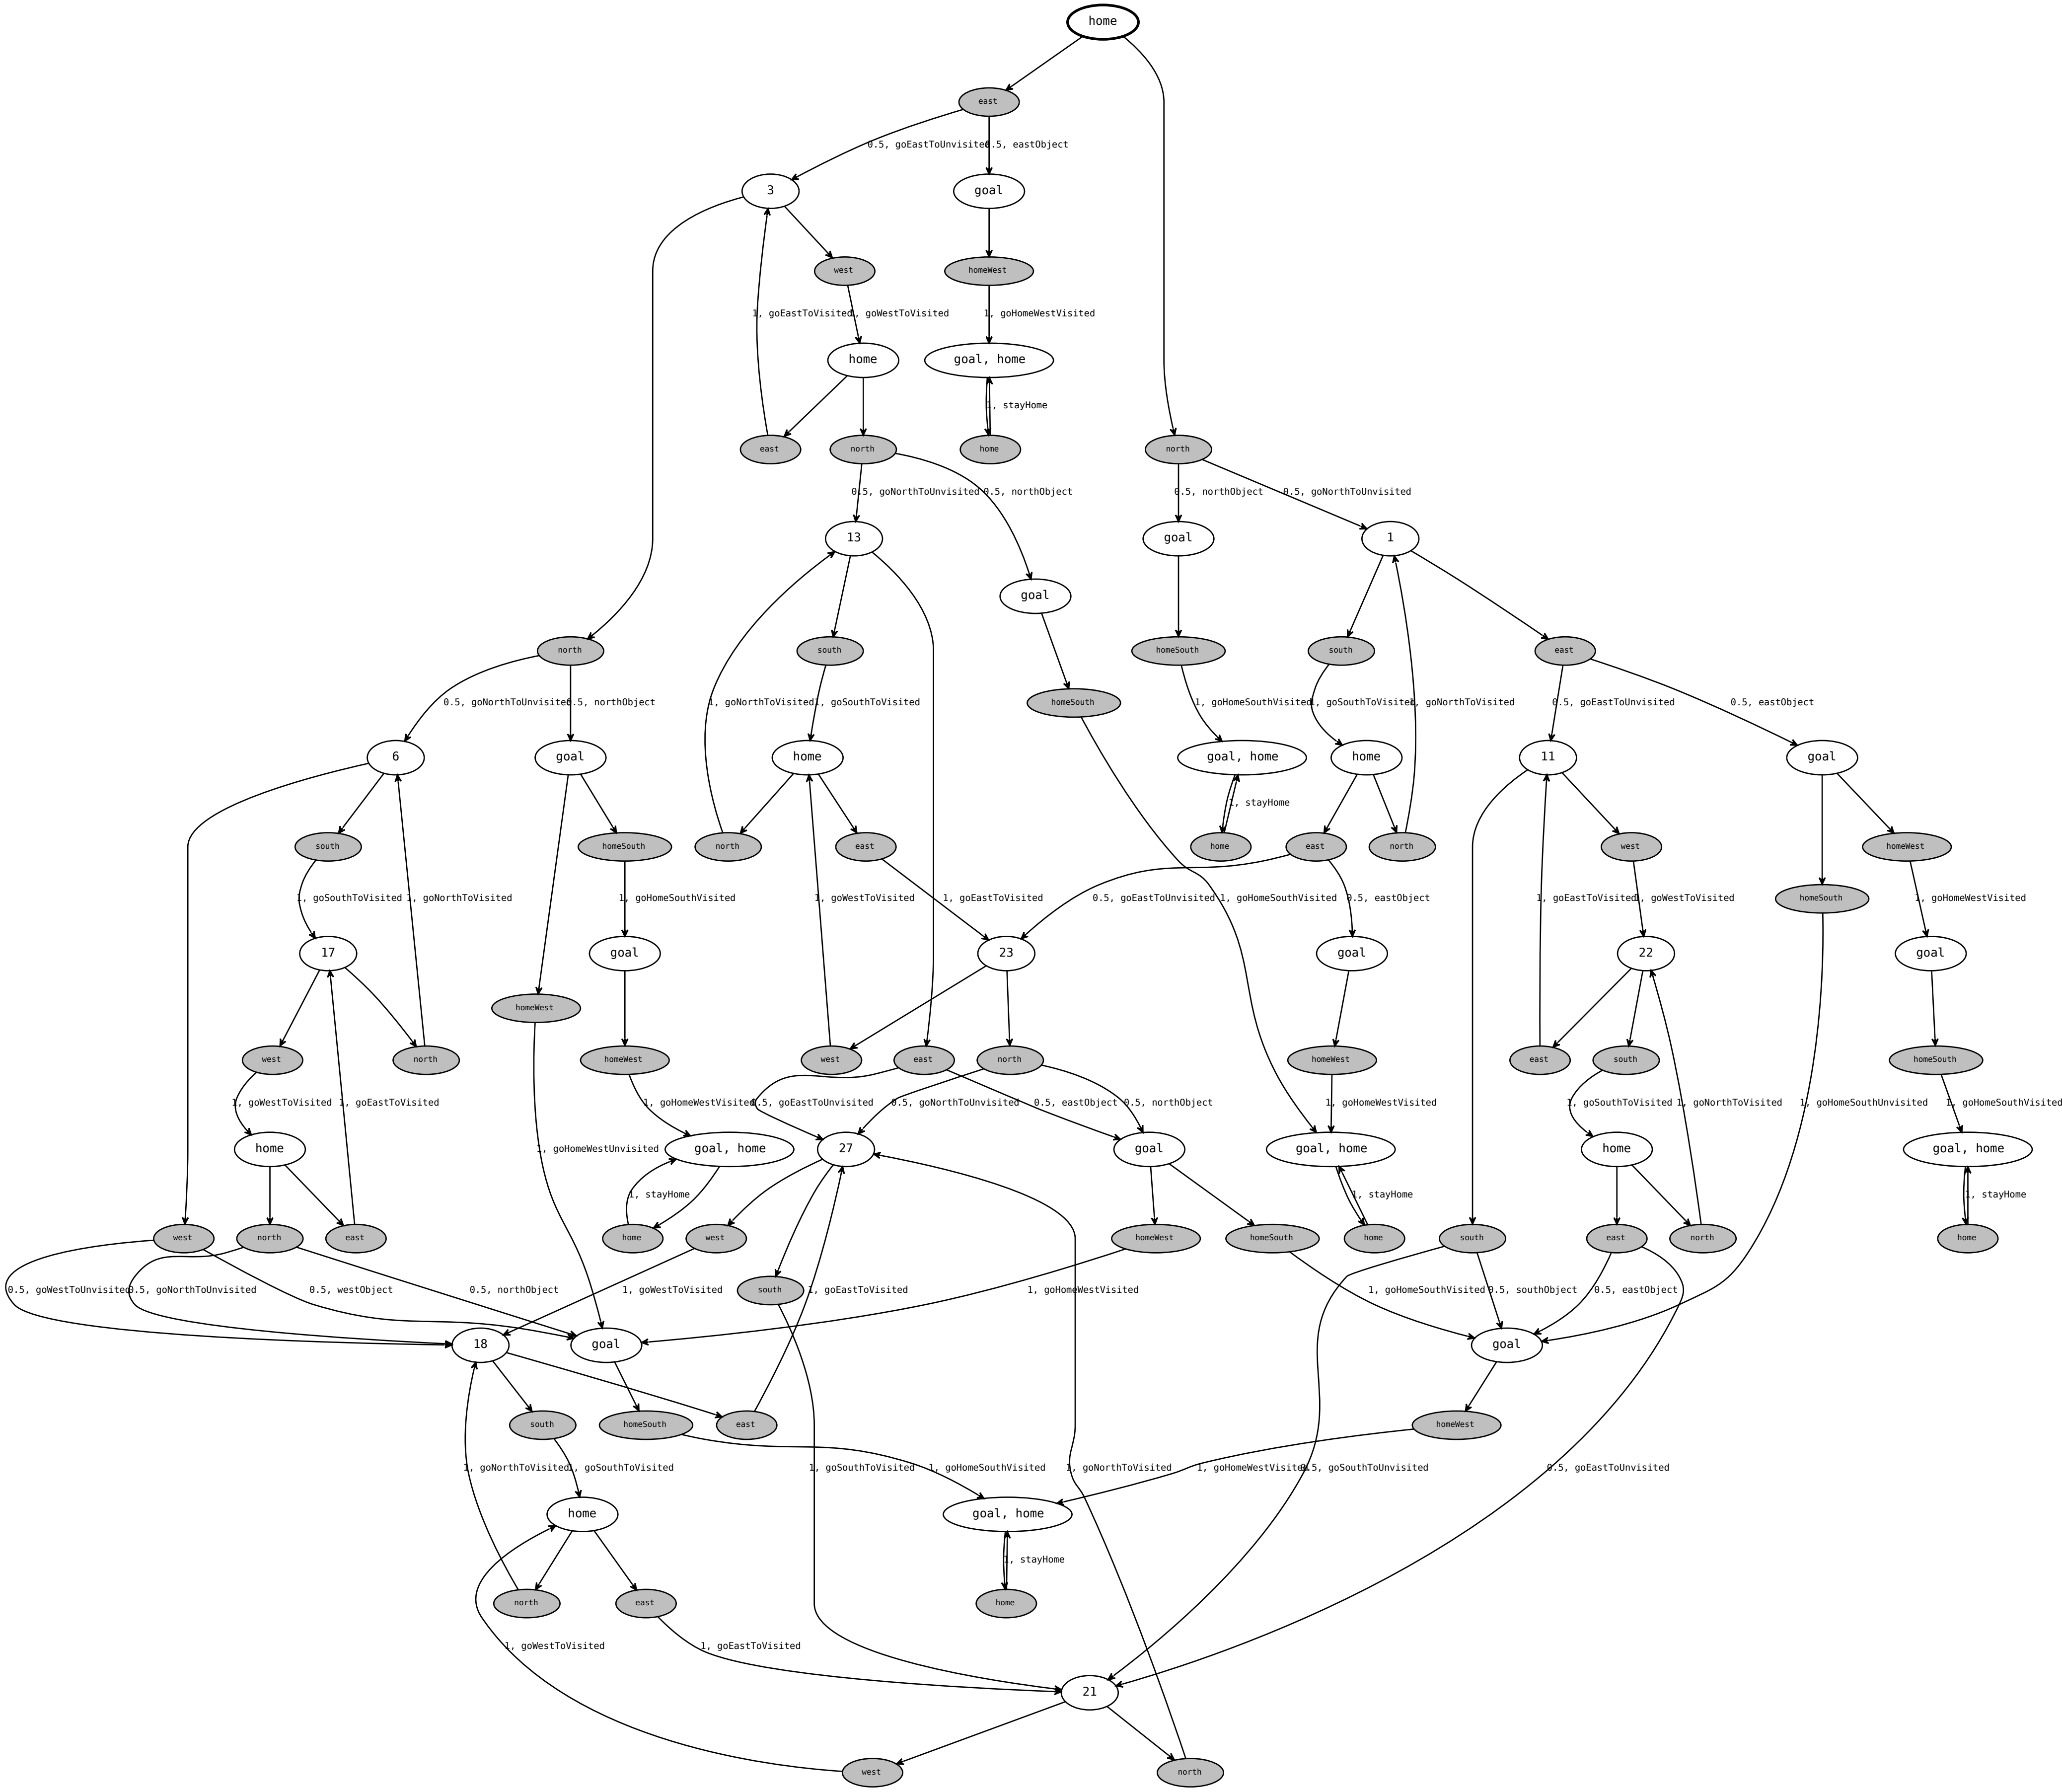 home
east
0.5, goEastToUnvisited
0.5, eastObject
3
goal
west
homeWest
1, goEastToVisited
1, goWestToVisited
1, goHomeWestVisited
home
goal, home
1, stayHome
east
north
home
north
0.5, goNorthToUnvisited
0.5, northObject
0.5, northObject
0.5, goNorthToUnvisited
13
goal
1
goal
north
south
homeSouth
south
east
homeSouth
0.5, goNorthToUnvisited
0.5, northObject
1, goNorthToVisited
1, goSouthToVisited
1, goHomeSouthVisited
1, goSouthToVisited
1, goNorthToVisited
0.5, goEastToUnvisited
0.5, eastObject
6
goal
home
goal, home
home
11
goal
1, stayHome
south
homeSouth
north
east
home
east
north
west
homeWest
1, goSouthToVisited
1, goNorthToVisited
1, goHomeSouthVisited
1, goWestToVisited
1, goEastToVisited
0.5, goEastToUnvisited
1, goHomeSouthVisited
0.5, eastObject
1, goEastToVisited
1, goWestToVisited
homeSouth
1, goHomeWestVisited
17
goal
23
goal
22
goal
homeWest
west
north
homeWest
west
east
north
homeWest
east
south
homeSouth
1, goWestToVisited
1, goEastToVisited
1, goHomeWestVisited
0.5, goEastToUnvisited
0.5, goNorthToUnvisited
0.5, eastObject
0.5, northObject
1, goHomeWestVisited
1, goSouthToVisited
1, goNorthToVisited
1, goHomeSouthUnvisited
1, goHomeSouthVisited
home
1, goHomeWestUnvisited
goal, home
27
goal
goal, home
home
goal, home
1, stayHome
1, stayHome
1, stayHome
west
north
east
home
west
homeWest
homeSouth
home
south
east
north
home
0.5, goWestToUnvisited
0.5, goNorthToUnvisited
0.5, westObject
0.5, northObject
1, goWestToVisited
south
1, goEastToVisited
1, goHomeWestVisited
1, goHomeSouthVisited
0.5, southObject
0.5, eastObject
18
goal
goal
south
homeSouth
east
homeWest
1, goNorthToVisited
1, goSouthToVisited
1, goSouthToVisited
1, goHomeSouthVisited
1, goNorthToVisited
1, goHomeWestVisited
0.5, goSouthToUnvisited
0.5, goEastToUnvisited
home
goal, home
1, stayHome
north
east
home
1, goWestToVisited
1, goEastToVisited
21
west
north